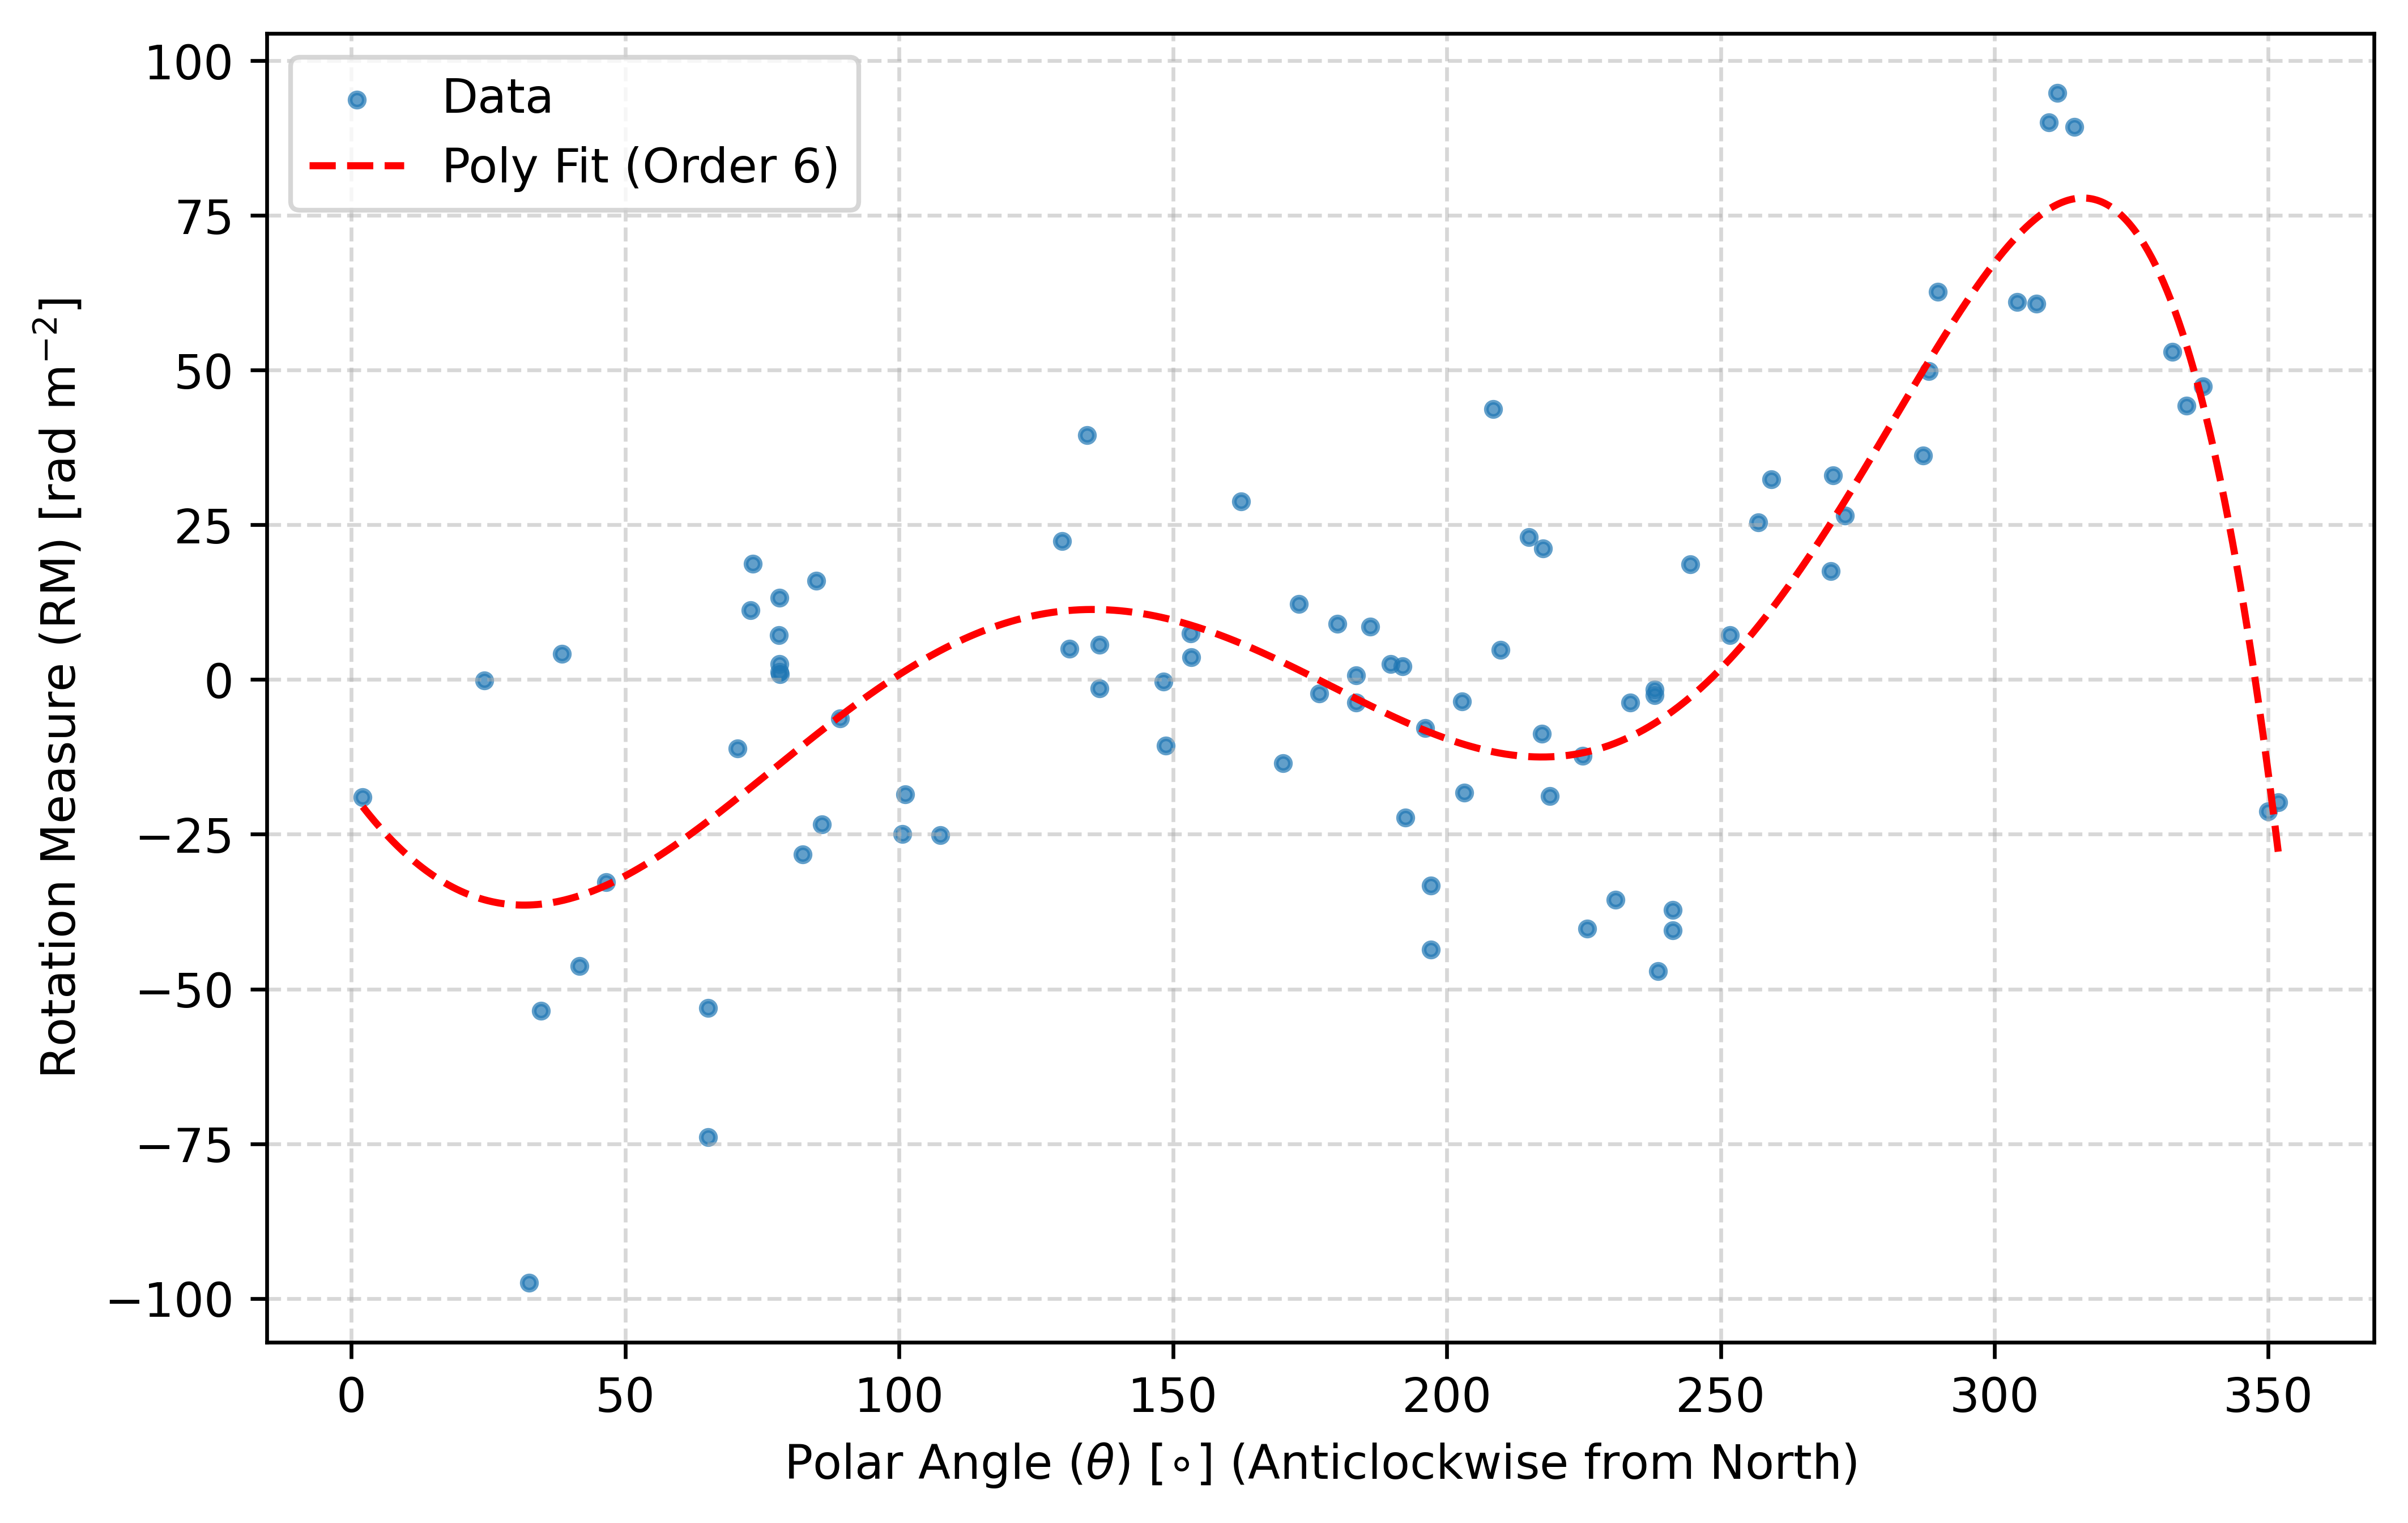 Data
Poly Fit (Order 6)
100
75
50
25
0
−25
−50
−75
−100
Rotation Measure (RM) [rad m⁻²]
0 50 100 150 200 250 300 350
Polar Angle (θ) [∘] (Anticlockwise from North)